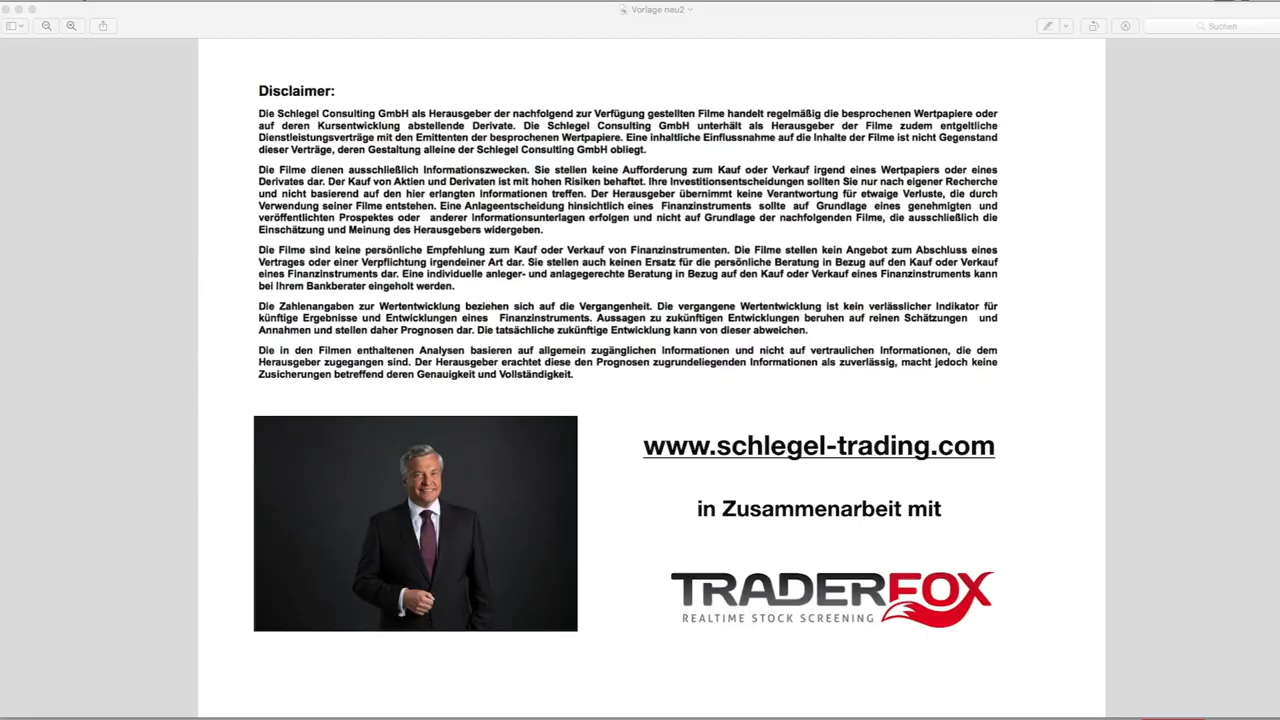 Vorlage neu2
Suchen
Disclaimer:
Die Schlegel Consulting GmbH als Herausgeber der nachfolgend zur Verfügung gestellten Filme handelt regelmäßig die besprochenen Wertpapiere oder
auf deren Kursentwicklung abstellende Derivate. Die Schlegel Consulting GmbH unterhält als Herausgeber der Filme zudem entgeltliche
Dienstleistungsverträge mit den Emittenten der besprochenen Wertpapiere. Eine inhaltliche Einflussnahme auf die Inhalte der Filme ist nicht Gegenstand
dieser Verträge, deren Gestaltung alleine der Schlegel Consulting GmbH obliegt.
Die Filme dienen ausschließlich Informationszwecken. Sie stellen keine Aufforderung zum Kauf oder Verkauf irgend eines Wertpapiers oder eines
Derivates dar. Der Kauf von Aktien und Derivaten ist mit hohen Risiken behaftet. Ihre Investitionsentscheidungen sollten Sie nur nach eigener Recherche
und nicht basierend auf den hier erlangten Informationen treffen. Der Herausgeber übernimmt keine Verantwortung für etwaige Verluste, die durch
Verwendung seiner Filme entstehen. Eine Anlageentscheidung hinsichtlich eines Finanzinstruments sollte auf Grundlage eines genehmigten und
veröffentlichten Prospektes oder anderer Informationsunterlagen erfolgen und nicht auf Grundlage der nachfolgenden Filme, die ausschließlich die
Einschätzung und Meinung des Herausgebers widergeben.
Die Filme sind keine persönliche Empfehlung zum Kauf oder Verkauf von Finanzinstrumenten. Die Filme stellen kein Angebot zum Abschluss eines
Vertrages oder einer Verpflichtung irgendeiner Art dar. Sie stellen auch keinen Ersatz für die persönliche Beratung in Bezug auf den Kauf oder Verkauf
eines Finanzinstruments dar. Eine individuelle anleger- und anlagegerechte Beratung in Bezug auf den Kauf oder Verkauf eines Finanzinstruments kann
bei Ihrem Bankberater eingeholt werden.
Die Zahlenangaben zur Wertentwicklung beziehen sich auf die Vergangenheit. Die vergangene Wertentwicklung ist kein verlässlicher Indikator für
künftige Ergebnisse und Entwicklungen eines Finanzinstruments. Aussagen zu zukünftigen Entwicklungen beruhen auf reinen Schätzungen und
Annahmen und stellen daher Prognosen dar. Die tatsächliche zukünftige Entwicklung kann von dieser abweichen.
Die in den Filmen enthaltenen Analysen basieren auf allgemein zugänglichen Informationen und nicht auf vertraulichen Informationen, die dem
Herausgeber zugegangen sind. Der Herausgeber erachtet diese den Prognosen zugrundeliegenden Informationen als zuverlässig, macht jedoch keine
Zusicherungen betreffend deren Genauigkeit und Vollständigkeit.
www.schlegel-trading.com
in Zusammenarbeit mit
TRADERFOX
REALTIME STOCK SCREENING